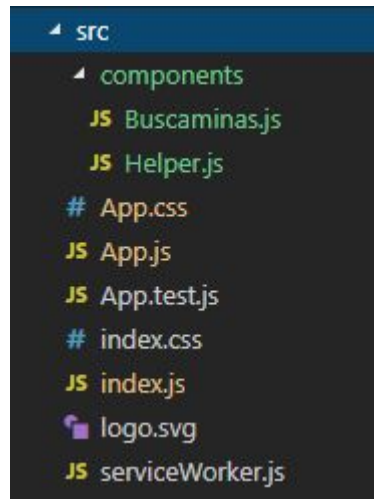 src
components
JS Buscaminas.js
JS Helper.js
# App.css
JS App.js
JS App.test.js
# index.css
JS index.js
logo.svg
JS serviceWorker.js